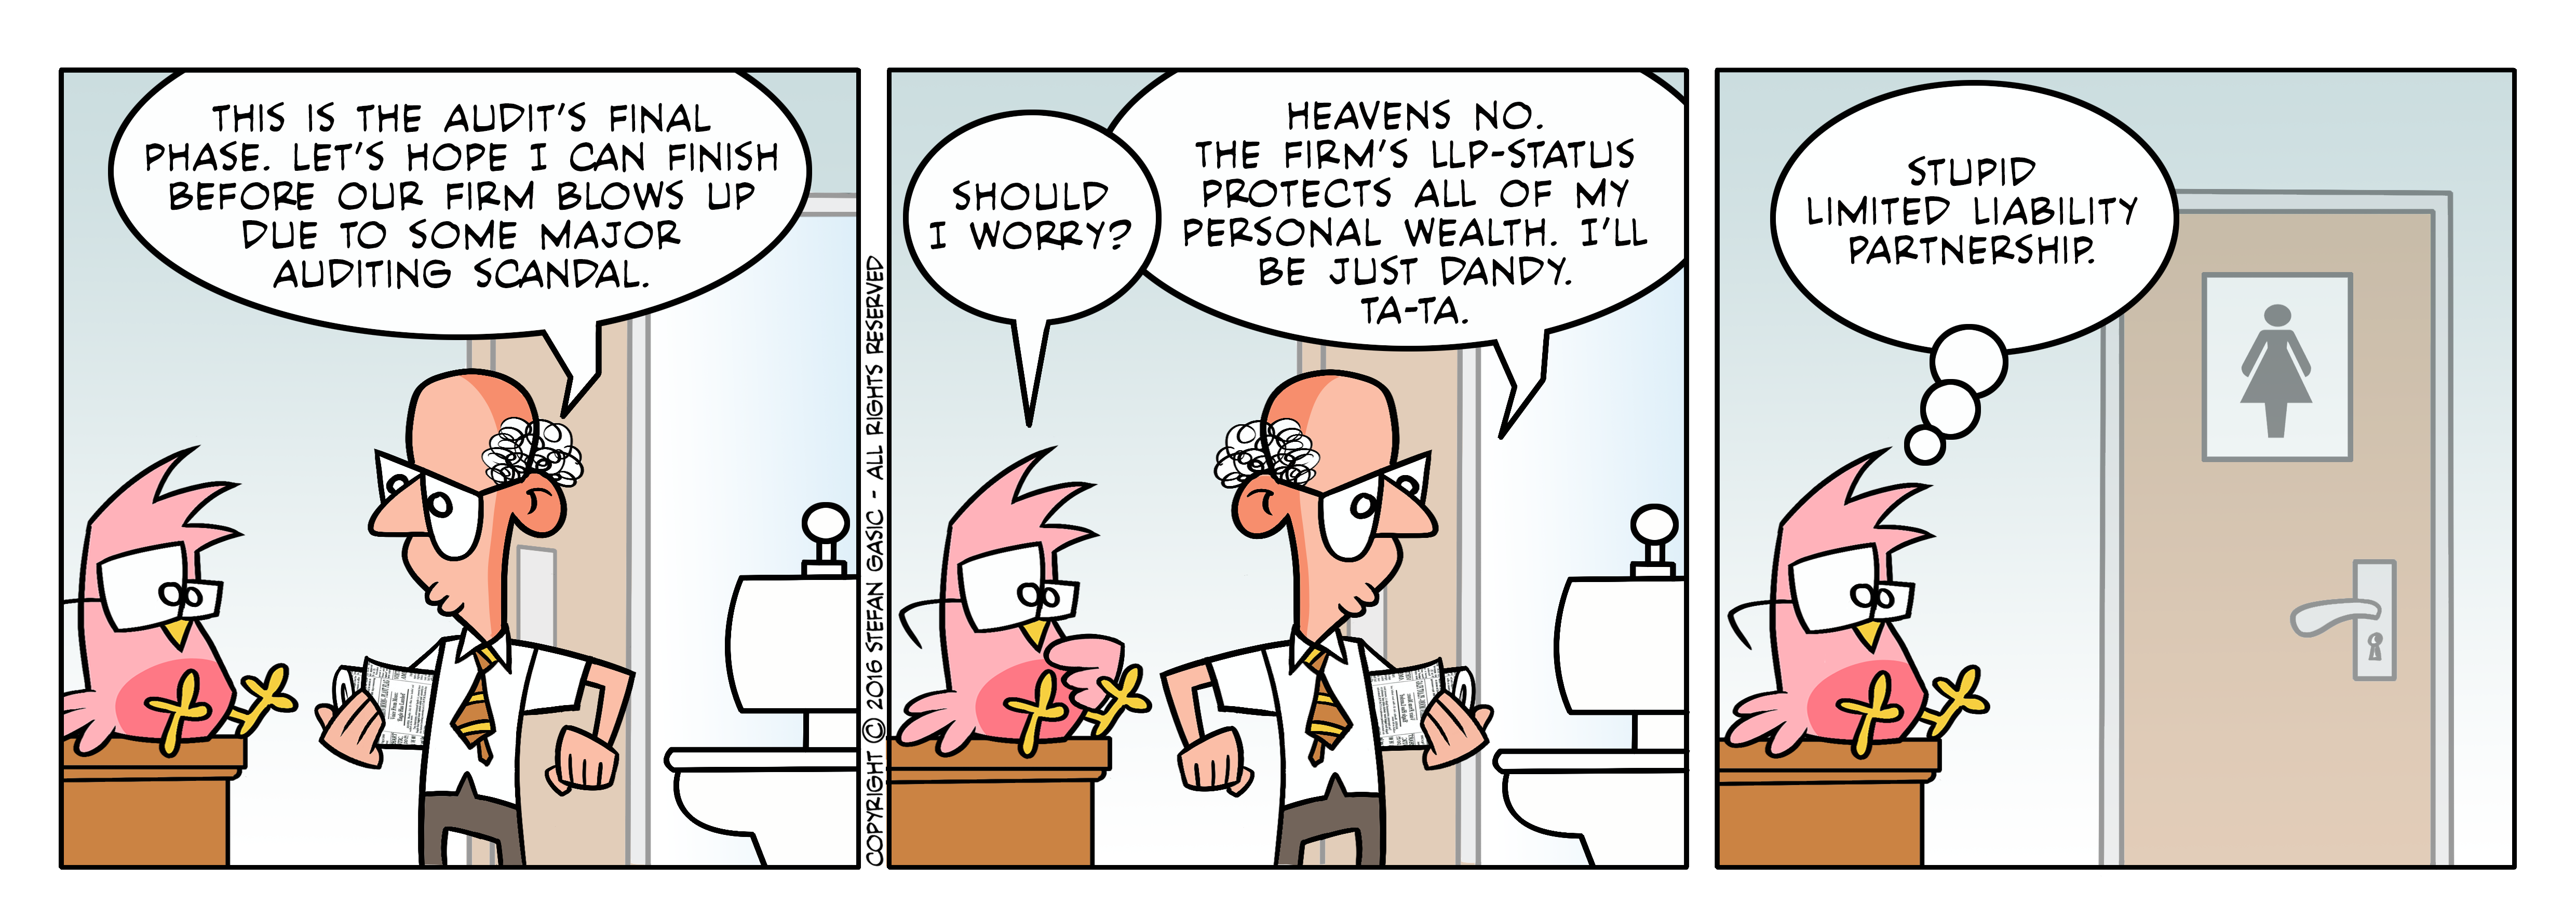 THIS IS THE AUDIT'S FINAL
PHASE. LET'S HOPE I CAN FINISH
BEFORE OUR FIRM BLOWS UP
DUE TO SOME MAJOR
AUDITING SCANDAL.
COPYRIGHT © 2016 STEFAN GASIC - ALL RIGHTS RESERVED
SHOULD
I WORRY?
HEAVENS NO.
THE FIRM'S LLP-STATUS
PROTECTS ALL OF MY
PERSONAL WEALTH. I'LL
BE JUST DANDY.
TA-TA.
STUPID
LIMITED LIABILITY
PARTNERSHIP.